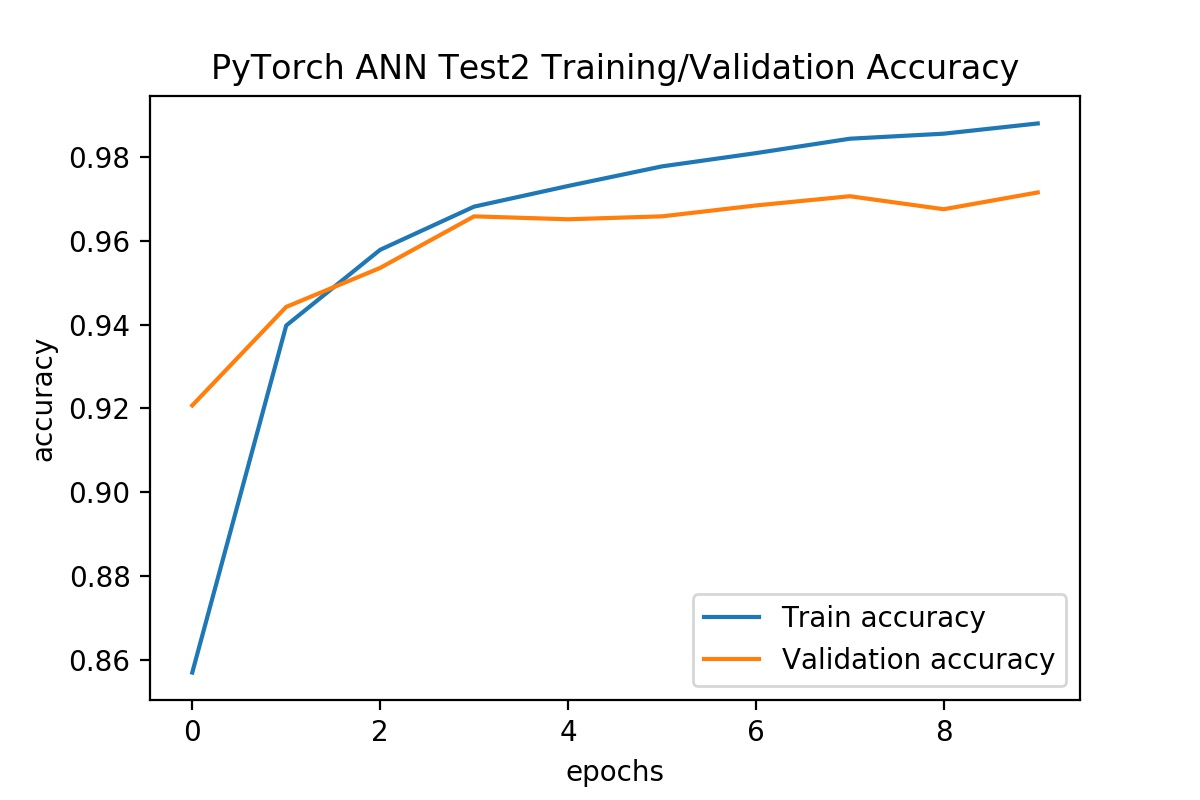 PyTorch ANN Test2 Training/Validation Accuracy
0.98
0.96
0.94
0.92
0.90
0.88
0.86
accuracy
Train accuracy
Validation accuracy
0 2 4 6 8
epochs